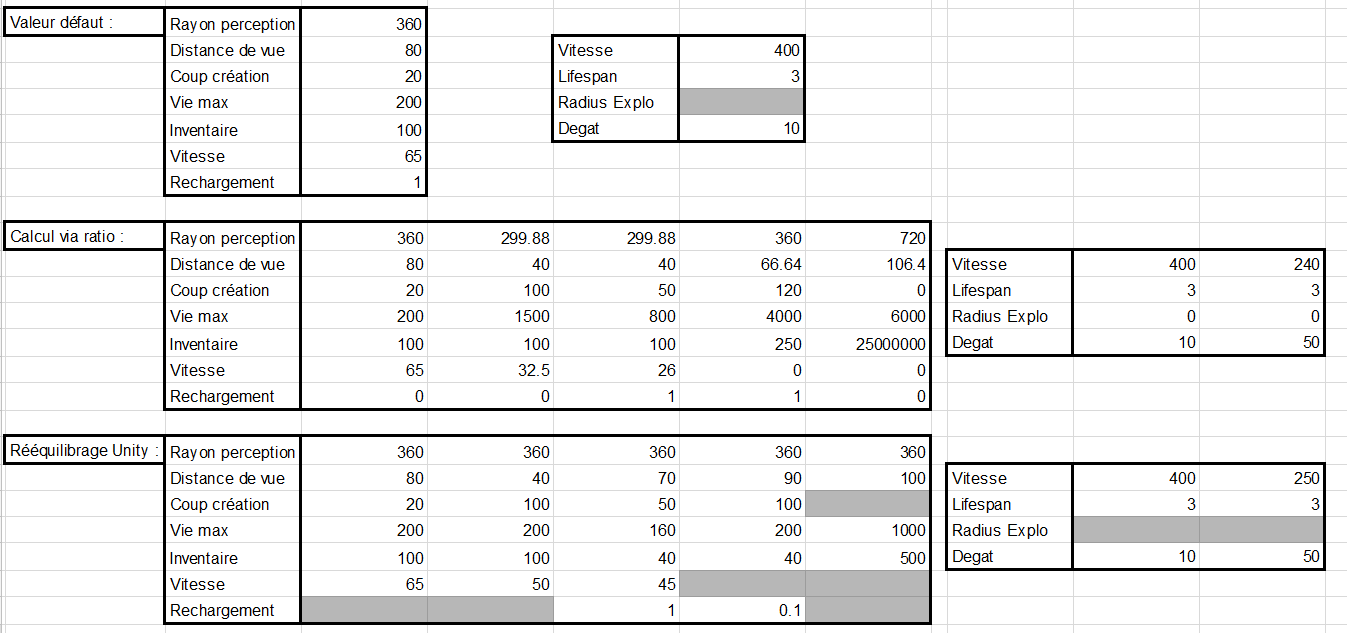 Valeur défaut : Rayon perception 360
Distance de vue 80 Vitesse 400
Coup création 20 Lifespan 3
Vie max 200 Radius Explo
Inventaire 100 Degat 10
Vitesse 65
Rechargement 1
Calcul via ratio : Rayon perception 360 299.88 299.88 360 720
Distance de vue 80 40 40 66.64 106.4 Vitesse 400 240
Coup création 20 100 50 120 0 Lifespan 3 3
Vie max 200 1500 800 4000 6000 Radius Explo 0 0
Inventaire 100 100 100 250 25000000 Degat 10 50
Vitesse 65 32.5 26 0 0
Rechargement 0 0 1 1 0
Rééquilibrage Unity : Rayon perception 360 360 360 360 360
Distance de vue 80 40 70 90 100 Vitesse 400 250
Coup création 20 100 50 100 Lifespan 3 3
Vie max 200 200 160 200 1000 Radius Explo
Inventaire 100 100 40 40 500 Degat 10 50
Vitesse 65 50 45
Rechargement 1 0.1